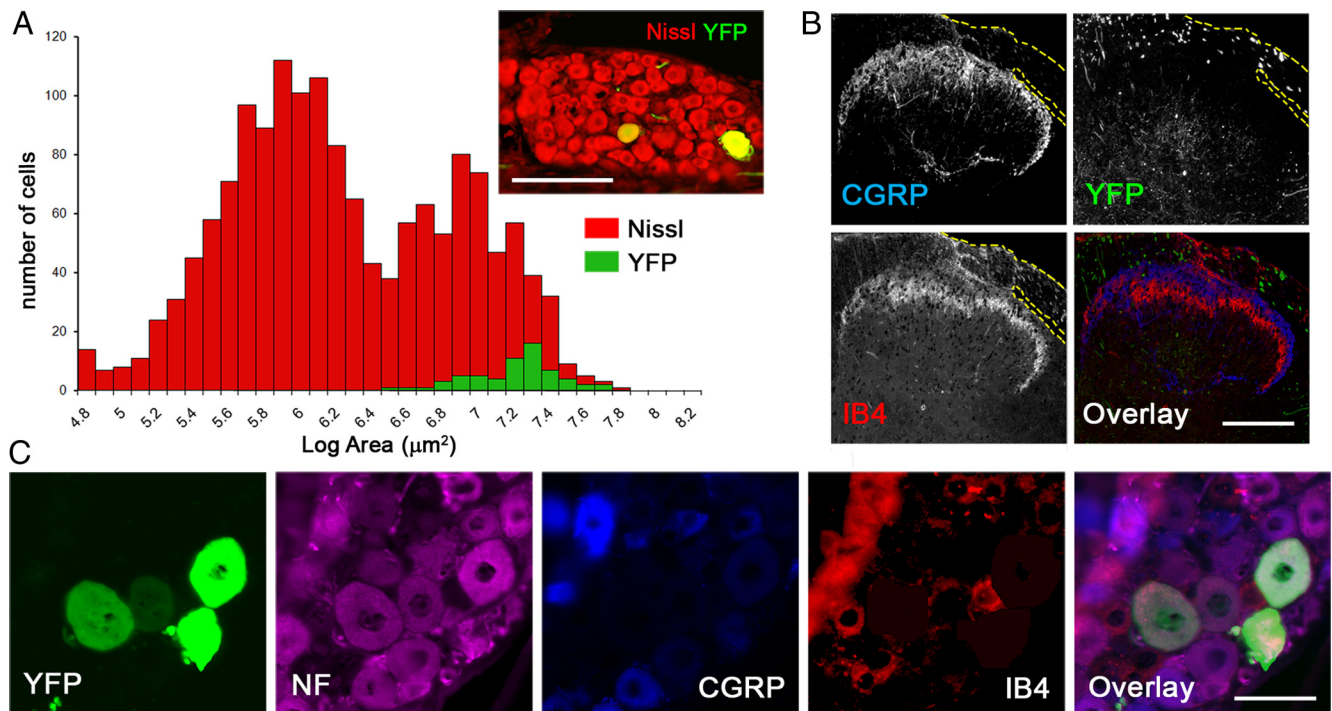 A
B
120
100
80
60
40
20
0
number of cells
4.8
5
5.2
5.4
5.6
5.8
6
6.2
6.4
6.6
6.8
7
7.2
7.4
7.6
7.8
8
8.2
Log Area (μm²)
Nissl YFP
Nissl
YFP
CGRP
YFP
IB4
Overlay
C
YFP
NF
CGRP
IB4
Overlay